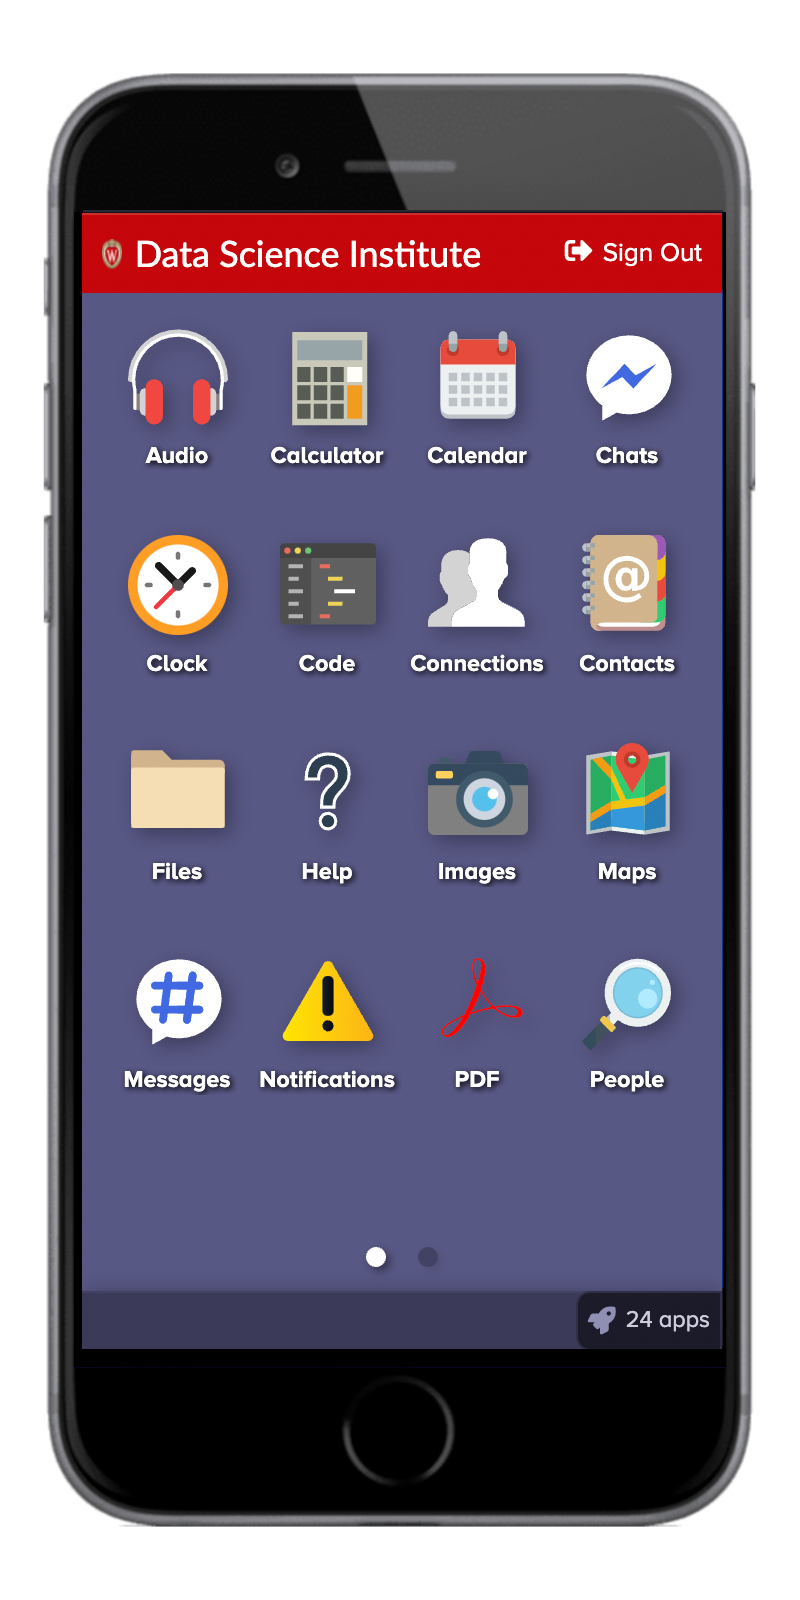 W Data Science Institute Sign Out
Audio Calculator Calendar Chats
Clock Code Connections Contacts
@
Files Help Images Maps
Messages Notifications PDF People
24 apps